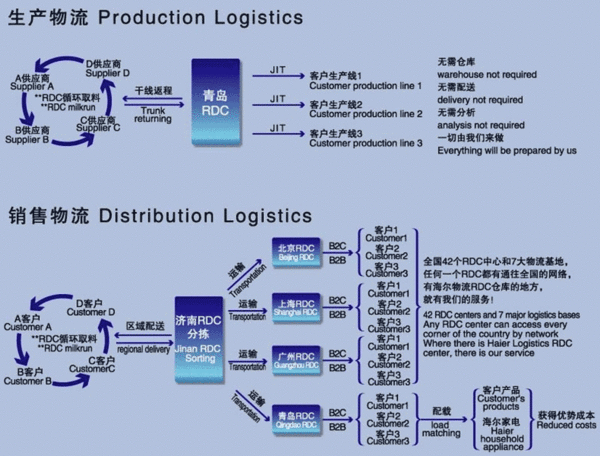 生产物流 Production Logistics
D供应商
Supplier D
A供应商
Supplier A
**RDC循环取料
**RDC milkrun
C供应商
Supplier C
B供应商
Supplier B
干线返程
Trunk
returning
青岛
RDC
JIT
客户生产线1
Customer production line 1
JIT
客户生产线2
Customer production line 2
JIT
客户生产线3
Customer production line 3
无需仓库
warehouse not required
无需配送
delivery not required
无需分析
analysis not required
一切由我们来做
Everything will be prepared by us
销售物流 Distribution Logistics
D客户
Customer D
A客户
Customer A
**RDC循环取料
**RDC milkrun
C客户
CustomerC
B客户
Customer B
区域配送
regional delivery
济南RDC
分拣
Jinan RDC
Sorting
运输
Transportation
北京RDC
Beijing RDC
B2C
B2B
客户1
Customer1
客户2
Customer2
客户3
Customer3
运输
Transportation
上海RDC
Shanghai RDC
B2C
B2B
客户1
Customer1
客户2
Customer2
客户3
Customer3
运输
Transportation
广州RDC
Guangzhou RDC
B2C
B2B
客户1
Customer1
客户2
Customer2
客户3
Customer3
运输
Transportation
青岛RDC
Qingdao RDC
B2C
B2B
客户1
Customer1
客户2
Customer2
客户3
Customer3
全国42个RDC中心和7大物流基地，
任何一个RDC都有通往全国的网络，
有海尔物流RDC仓库的地方，
就有我们的服务！
42 RDC centers and 7 major logistics bases
Any RDC center can access every
corner of the country by network
Where there is Haier Logistics RDC
center, there is our service
配载
load
matching
客户产品
Customer's
products
海尔家电
Haier
household
appliance
获得优势成本
Reduced costs